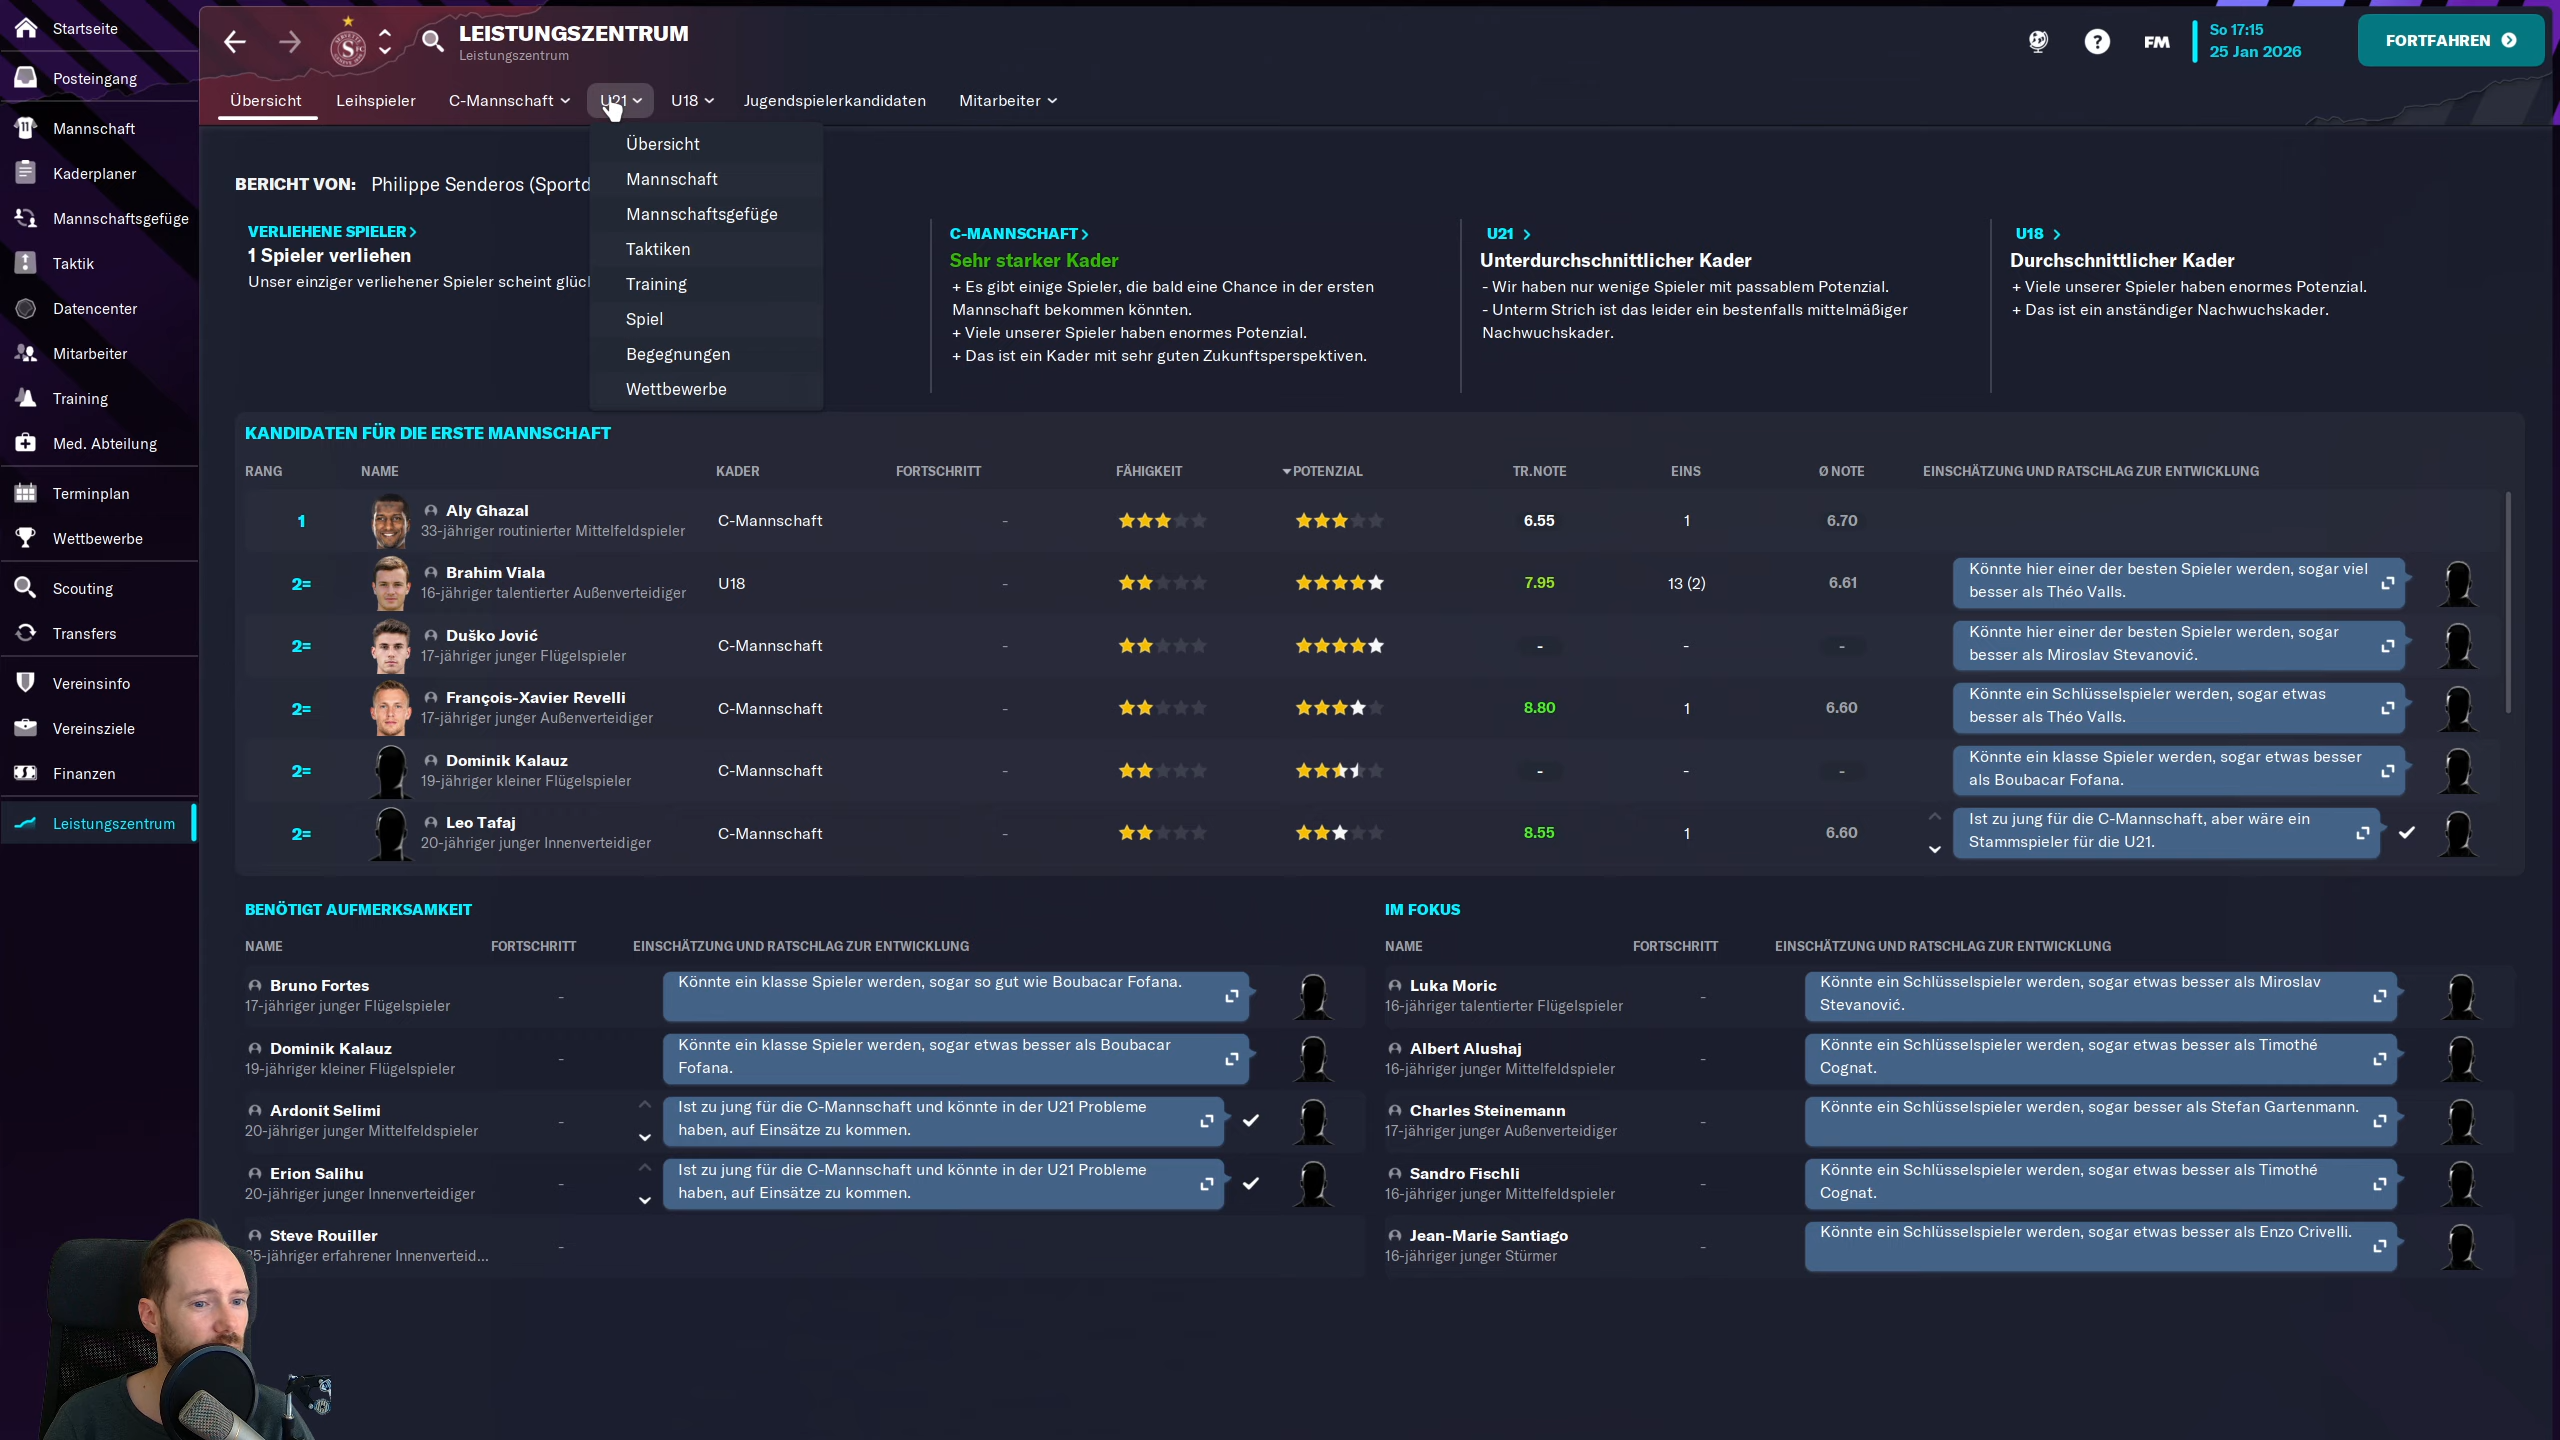 Startseite
Posteingang
Mannschaft
Kaderplaner
Mannschaftsgefüge
Taktik
Datencenter
Mitarbeiter
Training
Med. Abteilung
Terminplan
Wettbewerbe
Scouting
Transfers
Vereinsinfo
Vereinsziele
Finanzen
Leistungszentrum
LEISTUNGSZENTRUM
Leistungszentrum
FM
So 17:15
25 Jan 2026
FORTFAHREN
Übersicht Leihspieler C-Mannschaft U21 U18 Jugendspielerkandidaten Mitarbeiter
Übersicht
Mannschaft
Mannschaftsgefüge
Taktiken
Training
Spiel
Begegnungen
Wettbewerbe
BERICHT VON: Philippe Senderos
VERLIEHENE SPIELER
1 Spieler verliehen
Unser einziger verliehener Spieler scheint
C-MANNSCHAFT
Sehr starker Kader
+ Es gibt einige Spieler, die bald eine Chance in der ersten
Mannschaft bekommen könnten.
+ Viele unserer Spieler haben enormes Potenzial.
+ Das ist ein Kader mit sehr guten Zukunftsperspektiven.
U21
Unterdurchschnittlicher Kader
- Wir haben nur wenige Spieler mit passablem Potenzial.
- Unterm Strich ist das leider ein bestenfalls mittelmäßiger
Nachwuchskader.
U18
Durchschnittlicher Kader
+ Viele unserer Spieler haben enormes Potenzial.
+ Das ist ein anständiger Nachwuchskader.
KANDIDATEN FÜR DIE ERSTE MANNSCHAFT
RANG NAME KADER FORTSCHRITT FÄHIGKEIT POTENZIAL TR.NOTE EINS Ø NOTE EINSCHÄTZUNG UND RATSCHLAG ZUR ENTWICKLUNG
1 Aly Ghazal C-Mannschaft - 6.55 1 6.70
33-jähriger routinierter Mittelfeldspieler
2= Brahim Viala U18 - 7.95 13 (2) 6.61 Könnte hier einer der besten Spieler werden, sogar viel
16-jähriger talentierter Außenverteidiger besser als Théo Valls.
2= Duško Jović C-Mannschaft - - - - Könnte hier einer der besten Spieler werden, sogar
17-jähriger junger Flügelspieler besser als Miroslav Stevanović.
2= François-Xavier Revelli C-Mannschaft - 8.80 1 6.60 Könnte ein Schlüsselspieler werden, sogar etwas
17-jähriger junger Außenverteidiger besser als Théo Valls.
2= Dominik Kalauz C-Mannschaft - - - - Könnte ein klasse Spieler werden, sogar etwas besser
19-jähriger kleiner Flügelspieler als Boubacar Fofana.
2= Leo Tafaj C-Mannschaft - 8.55 1 6.60 Ist zu jung für die C-Mannschaft, aber wäre ein
20-jähriger junger Innenverteidiger Stammspieler für die U21.
BENÖTIGT AUFMERKSAMKEIT
NAME FORTSCHRITT EINSCHÄTZUNG UND RATSCHLAG ZUR ENTWICKLUNG
Bruno Fortes - Könnte ein klasse Spieler werden, sogar so gut wie Boubacar Fofana.
17-jähriger junger Flügelspieler
Dominik Kalauz - Könnte ein klasse Spieler werden, sogar etwas besser als Boubacar
19-jähriger kleiner Flügelspieler Fofana.
Ardonit Selimi - Ist zu jung für die C-Mannschaft und könnte in der U21 Probleme
20-jähriger junger Mittelfeldspieler haben, auf Einsätze zu kommen.
Erion Salihu - Ist zu jung für die C-Mannschaft und könnte in der U21 Probleme
20-jähriger junger Innenverteidiger haben, auf Einsätze zu kommen.
Steve Rouiller -
erfahrener Innenverteid...
IM FOKUS
NAME FORTSCHRITT EINSCHÄTZUNG UND RATSCHLAG ZUR ENTWICKLUNG
Luka Moric - Könnte ein Schlüsselspieler werden, sogar etwas besser als Miroslav
16-jähriger talentierter Flügelspieler Stevanović.
Albert Alushaj - Könnte ein Schlüsselspieler werden, sogar etwas besser als Timothé
16-jähriger junger Mittelfeldspieler Cognat.
Charles Steinemann - Könnte ein Schlüsselspieler werden, sogar besser als Stefan Gartenmann.
17-jähriger junger Außenverteidiger
Sandro Fischli - Könnte ein Schlüsselspieler werden, sogar etwas besser als Timothé
16-jähriger junger Mittelfeldspieler Cognat.
Jean-Marie Santiago - Könnte ein Schlüsselspieler werden, sogar etwas besser als Enzo Crivelli.
16-jähriger junger Stürmer